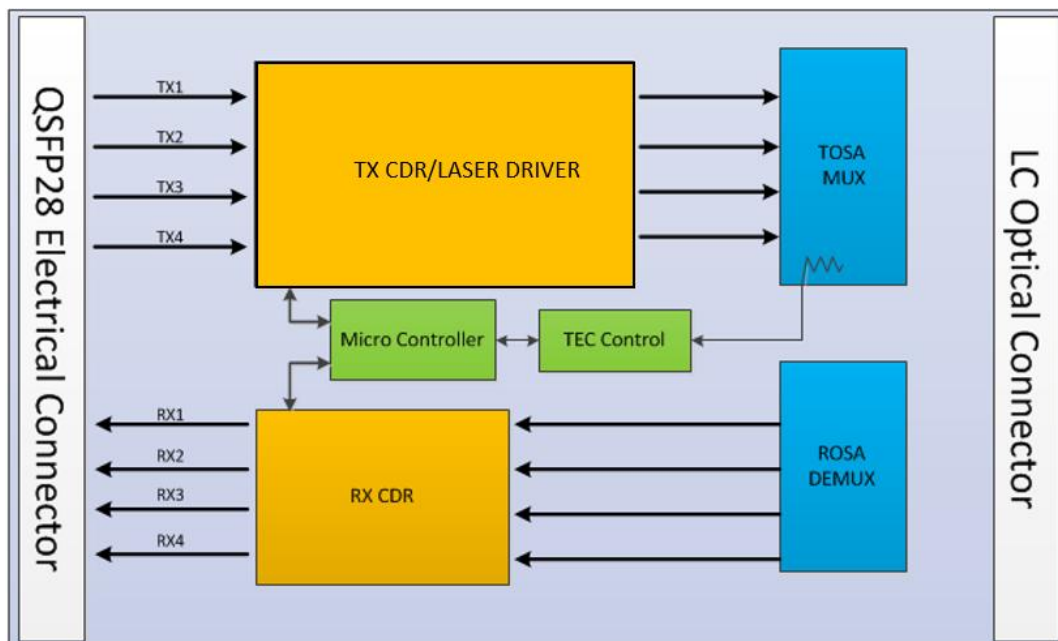 QSFP28 Electrical Connector
TX1
TX2
TX3
TX4
TX CDR/LASER DRIVER
TOSA
MUX
Micro Controller
TEC Control
RX1
RX2
RX3
RX4
RX CDR
ROSA
DEMUX
LC Optical Connector